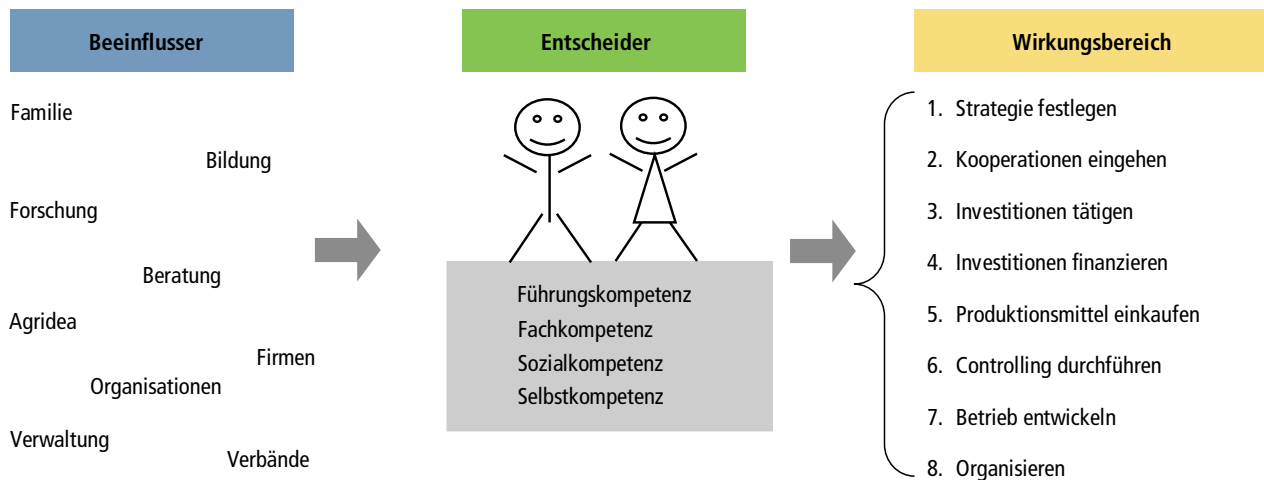 Beeinflusser
Familie
Bildung
Forschung
Beratung
Agridea
Firmen
Organisationen
Verwaltung
Verbände
Entscheider
Führungskompetenz
Fachkompetenz
Sozialkompetenz
Selbstkompetenz
Wirkungsbereich
1. Strategie festlegen
2. Kooperationen eingehen
3. Investitionen tätigen
4. Investitionen finanzieren
5. Produktionsmittel einkaufen
6. Controlling durchführen
7. Betrieb entwickeln
8. Organisieren